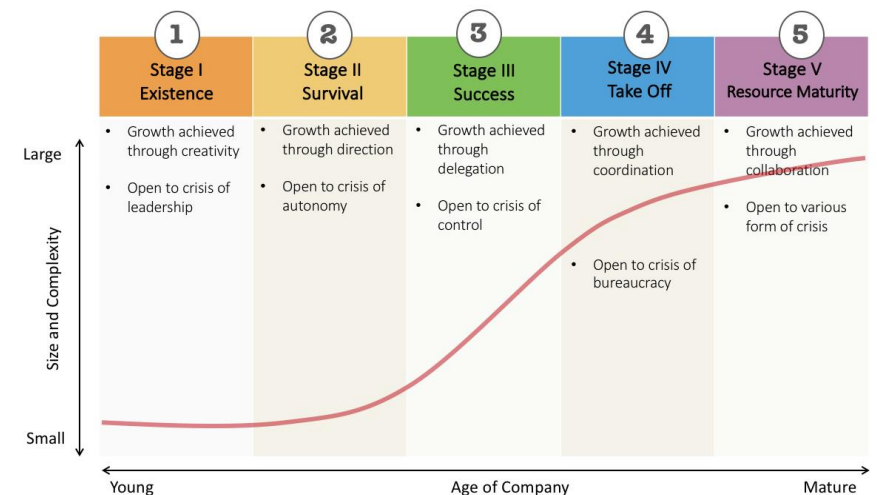 1
Stage I
Existence
2
Stage II
Survival
3
Stage III
Success
4
Stage IV
Take Off
5
Stage V
Resource Maturity
Large
Size and Complexity
Small
• Growth achieved
through creativity
• Open to crisis of
leadership
• Growth achieved
through direction
• Open to crisis of
autonomy
• Growth achieved
through
delegation
• Open to crisis of
control
• Growth achieved
through
coordination
• Open to crisis of
bureaucracy
• Growth achieved
through
collaboration
• Open to various
form of crisis
Young
Age of Company
Mature